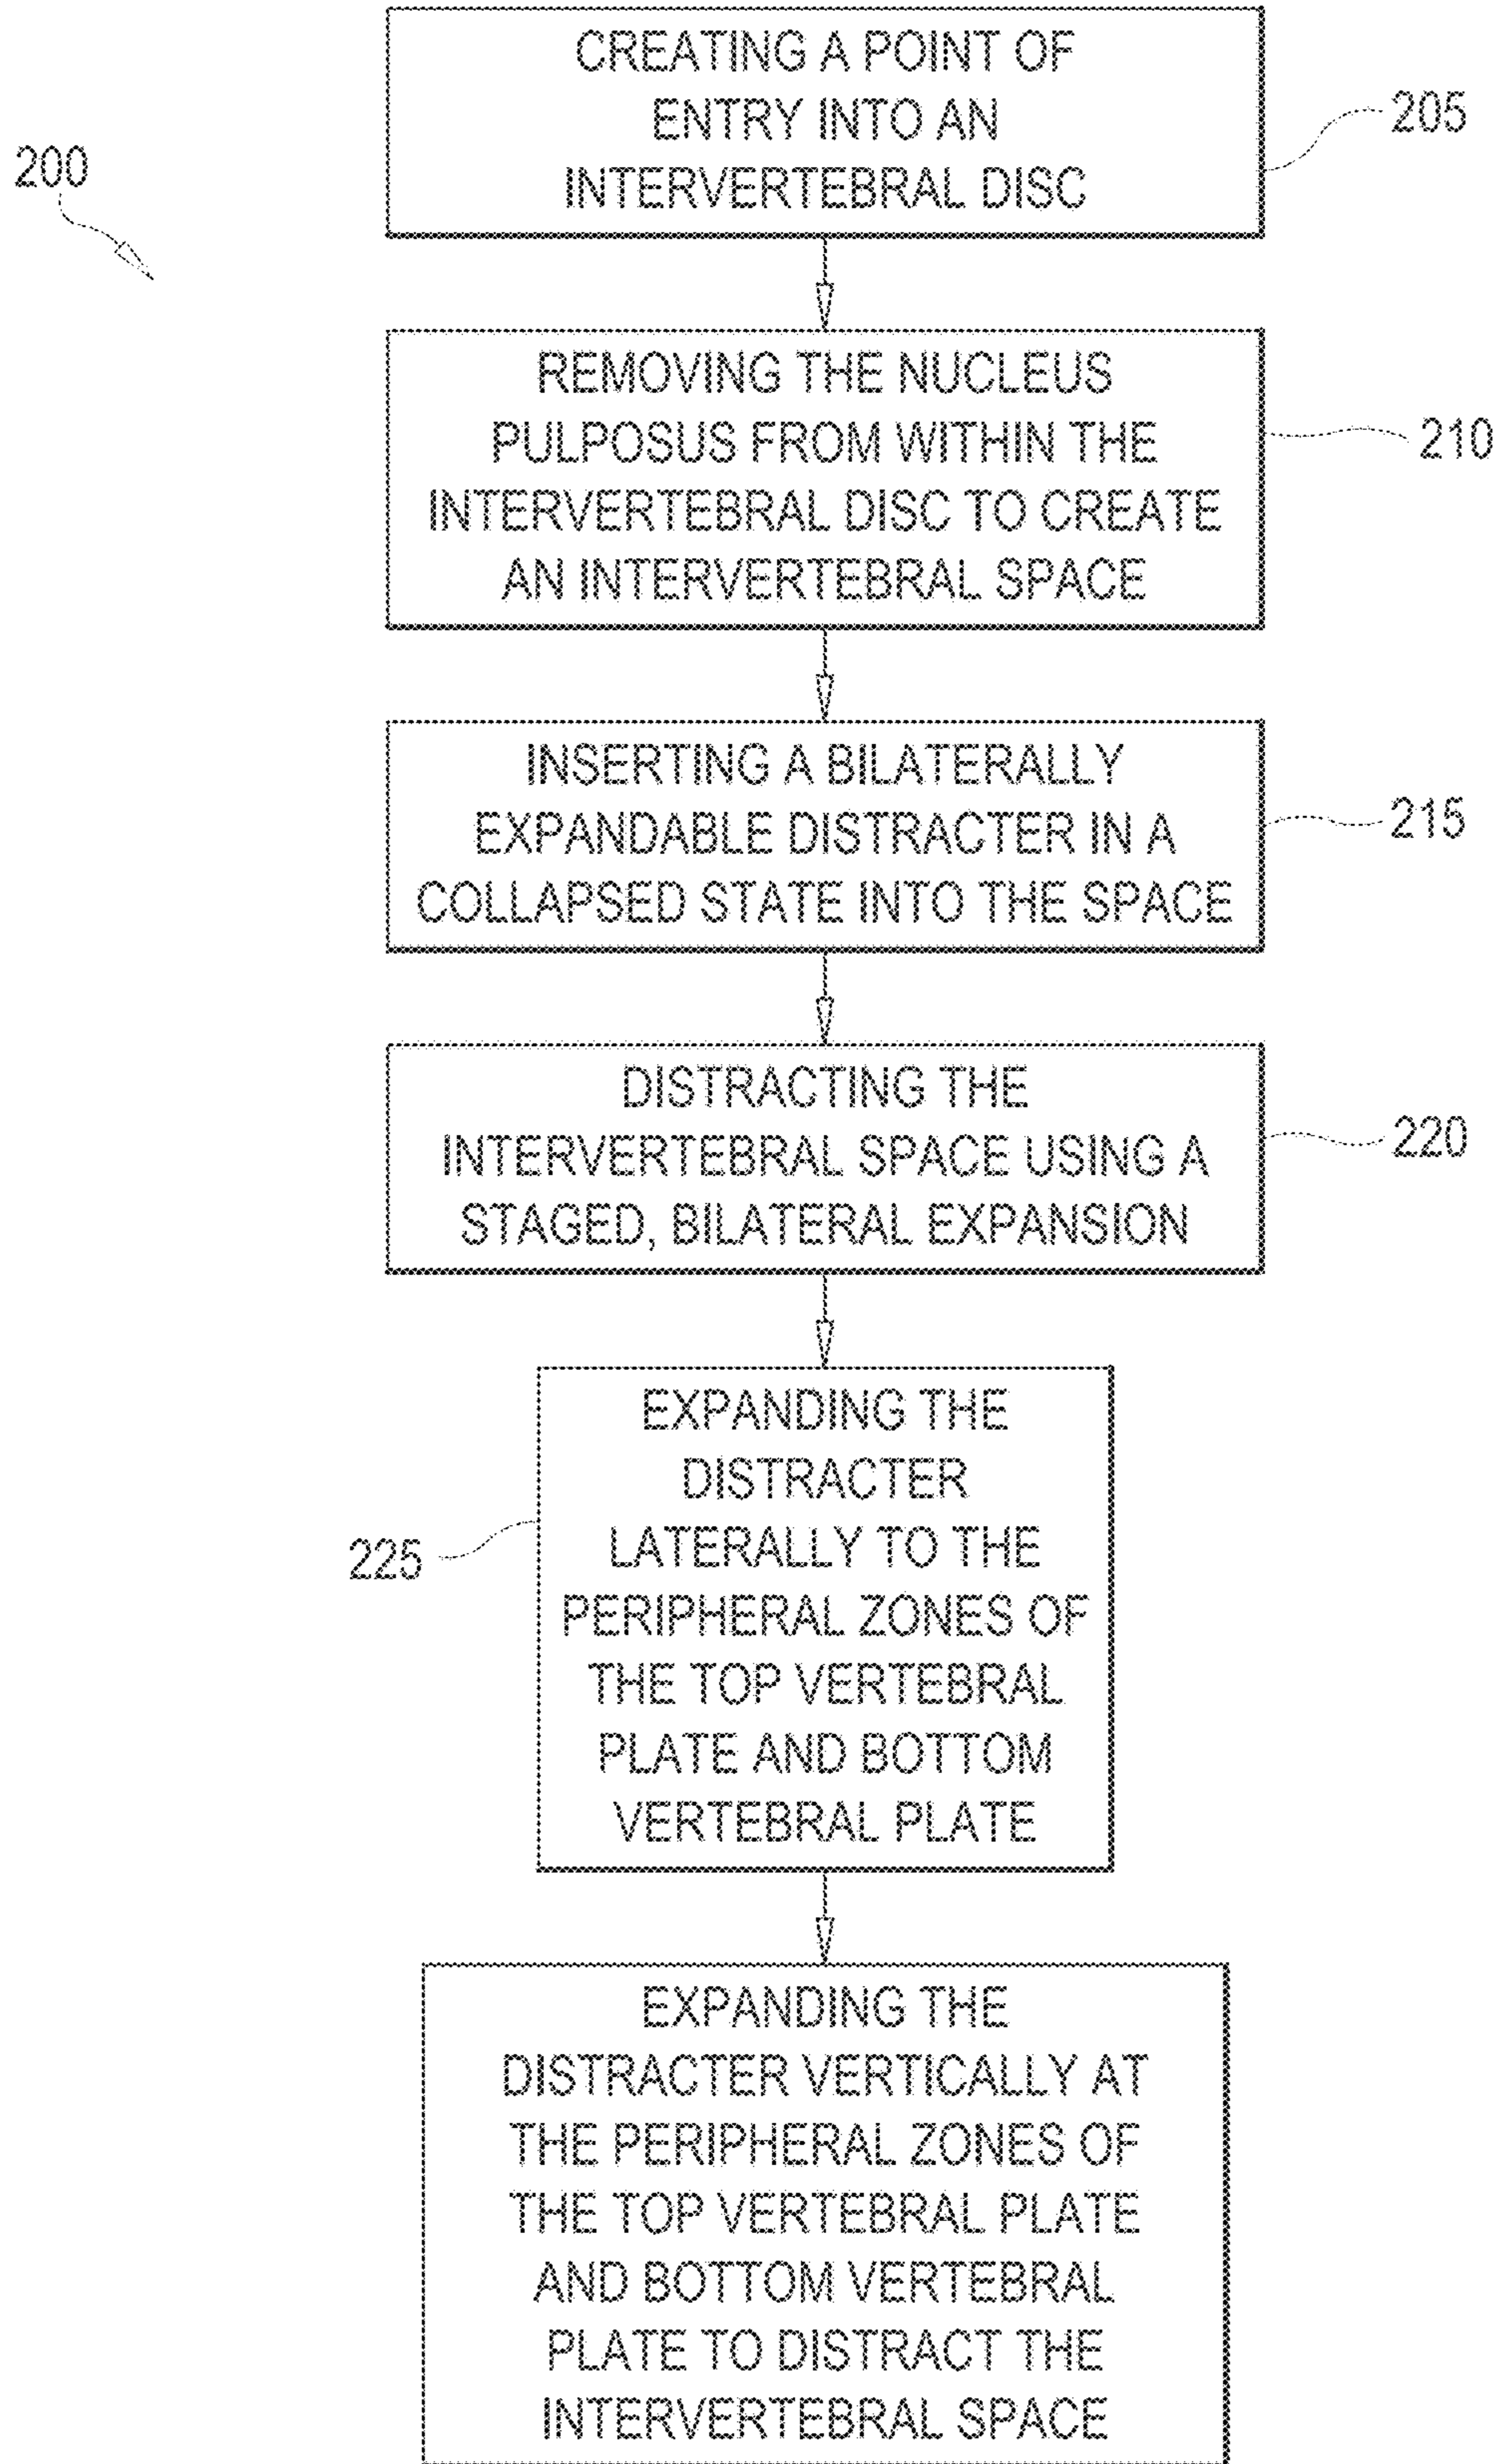 200
CREATING A POINT OF
ENTRY INTO AN
INTERVERTEBRAL DISC
205
REMOVING THE NUCLEUS
PULPOSUS FROM WITHIN THE
INTERVERTEBRAL DISC TO CREATE
AN INTERVERTEBRAL SPACE
210
INSERTING A BILATERALLY
EXPANDABLE DISTRACTER IN A
COLLAPSED STATE INTO THE SPACE
215
DISTRACTING THE
INTERVERTEBRAL SPACE USING A
STAGED, BILATERAL EXPANSION
220
EXPANDING THE
DISTRACTER
LATERALLY TO THE
PERIPHERAL ZONES OF
THE TOP VERTEBRAL
PLATE AND BOTTOM
VERTEBRAL PLATE
225
EXPANDING THE
DISTRACTER VERTICALLY AT
THE PERIPHERAL ZONES OF
THE TOP VERTEBRAL PLATE
AND BOTTOM VERTEBRAL
PLATE TO DISTRACT THE
INTERVERTEBRAL SPACE